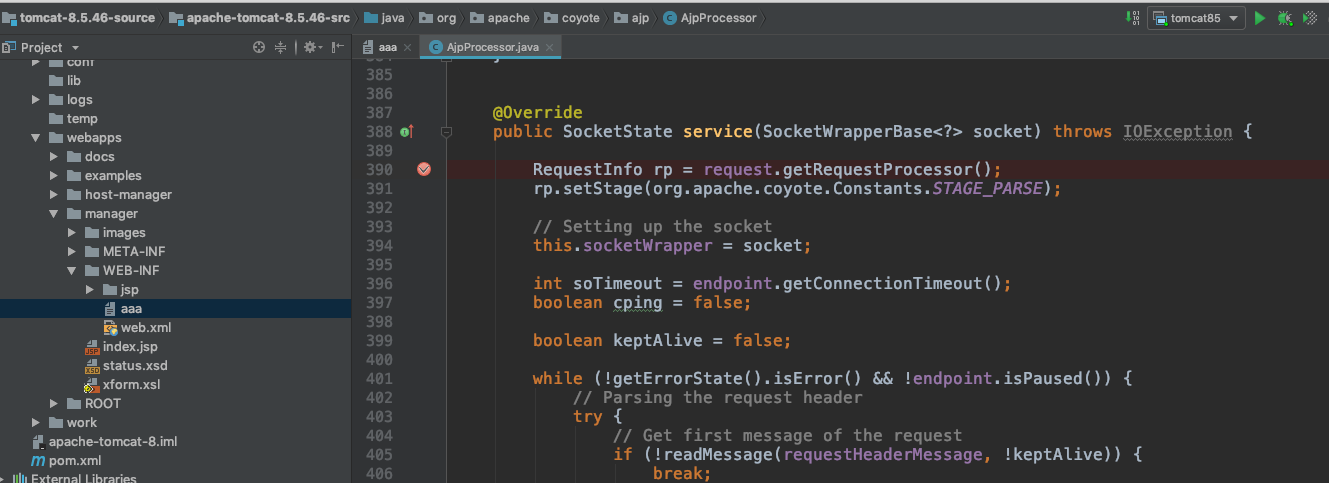 tomcat-8.5.46-source apache-tomcat-8.5.46-src java org apache coyote ajp AjpProcessor tomcat85
Project
aaa AjpProcessor.java
conf
lib
logs
temp
webapps
docs
examples
host-manager
manager
images
META-INF
WEB-INF
jsp
aaa
web.xml
index.jsp
status.xsd
xform.xsl
ROOT
work
apache-tomcat-8.iml
pom.xml
External Libraries
385
386
387 @Override
388 public SocketState service(SocketWrapperBase<?> socket) throws IOException {
389
390 RequestInfo rp = request.getRequestProcessor();
391 rp.setStage(org.apache.coyote.Constants.STAGE_PARSE);
392
393 // Setting up the socket
394 this.socketWrapper = socket;
395
396 int soTimeout = endpoint.getConnectionTimeout();
397 boolean cping = false;
398
399 boolean keptAlive = false;
400
401 while (!getErrorState().isError() && !endpoint.isPaused()) {
402 // Parsing the request header
403 try {
404 // Get first message of the request
405 if (!readMessage(requestHeaderMessage, !keptAlive)) {
406 break;